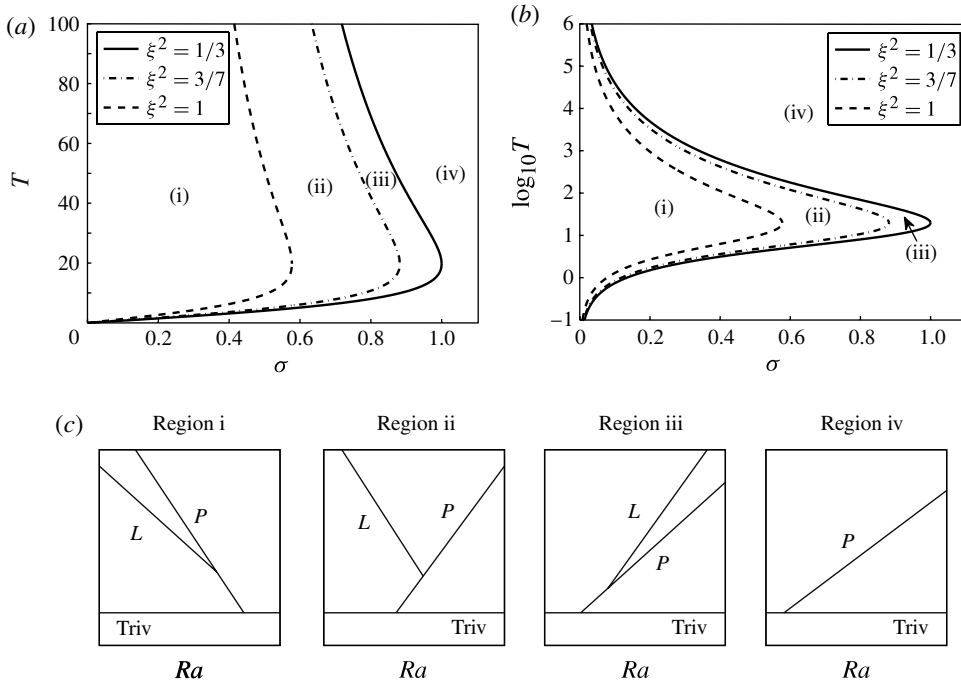 (a)
100
80
60
40
20
0
T
ξ² = 1/3
ξ² = 3/7
ξ² = 1
(i)
(ii)
(iii)
(iv)
0.2
0.4
0.6
0.8
1.0
σ
(b)
6
5
4
3
2
1
0
−1
log₁₀T
ξ² = 1/3
ξ² = 3/7
ξ² = 1
(iv)
(i)
(ii)
(iii)
0
0.2
0.4
0.6
0.8
1.0
σ
(c)
Region i
L
P
Triv
Ra
Region ii
L
P
Triv
Ra
Region iii
L
P
Triv
Ra
Region iv
P
Triv
Ra